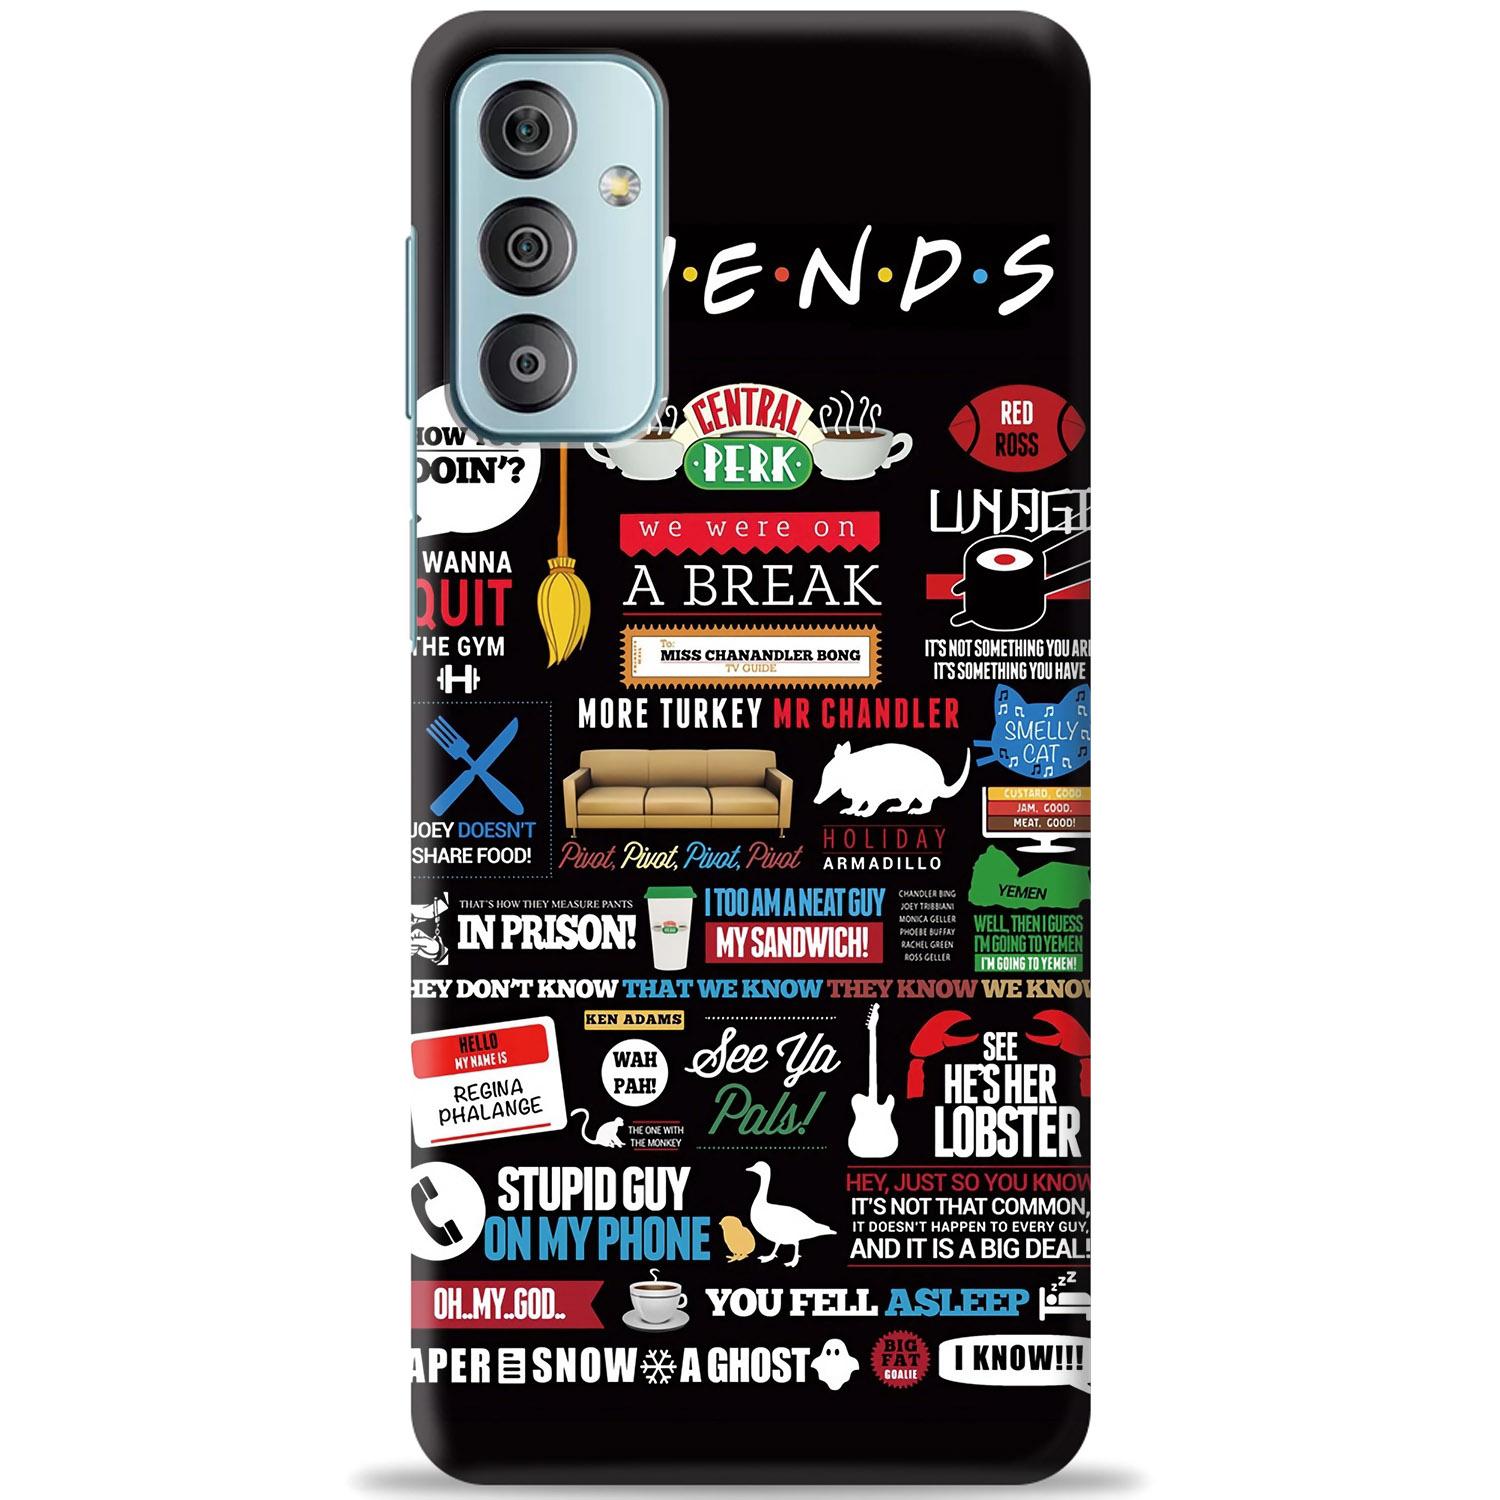 E·N·D·S
CENTRAL
·PERK·
RED
ROSS
HOW YOU
DOIN'?
we were on
A BREAK
UNAGI
WANNA
QUIT
THE GYM
To:
MISS CHANANDLER BONG
TV GUIDE
IT'S NOT SOMETHING YOU ARE
IT'S SOMETHING YOU HAVE
MORE TURKEY MR CHANDLER
SMELLY
CAT
CUSTARD, GOOD.
JAM, GOOD.
MEAT, GOOD!
JOEY DOESN'T
SHARE FOOD!
Pivot, Pivot, Pivot, Pivot
HOLIDAY
ARMADILLO
YEMEN
WELL, THEN I GUESS
I'M GOING TO YEMEN
I'M GOING TO YEMEN!
THAT'S HOW THEY MEASURE PANTS
IN PRISON!
I TOO AM A NEAT GUY
MY SANDWICH!
CHANDLER BING
JOEY TRIBBIANI
MONICA GELLER
PHOEBE BUFFAY
RACHEL GREEN
ROSS GELLER
HEY DON'T KNOW THAT WE KNOW THEY KNOW WE KNOW
HELLO
MY NAME IS
REGINA
PHALANGE
KEN ADAMS
WAH
PAH!
THE ONE WITH
THE MONKEY
See Ya
Pals!
SEE
HE'S HER
LOBSTER
STUPID GUY
ON MY PHONE
HEY, JUST SO YOU KNOW
IT'S NOT THAT COMMON,
IT DOESN'T HAPPEN TO EVERY GUY,
AND IT IS A BIG DEAL!
OH..MY..GOD..
YOU FELL ASLEEP
zzZ
APER SNOW A GHOST
BIG
FAT
GOALIE
I KNOW!!!